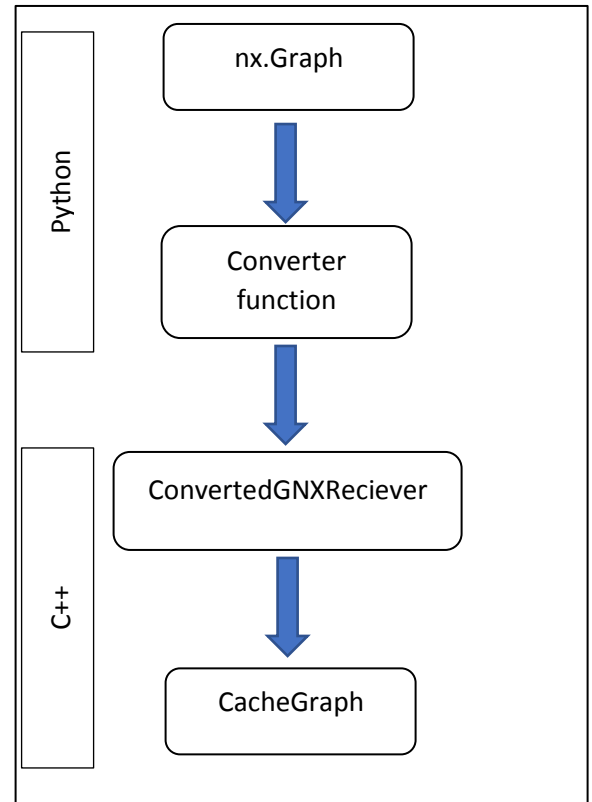 nx.Graph
Python
Converter
function
ConvertedGNXReciever
C++
CacheGraph